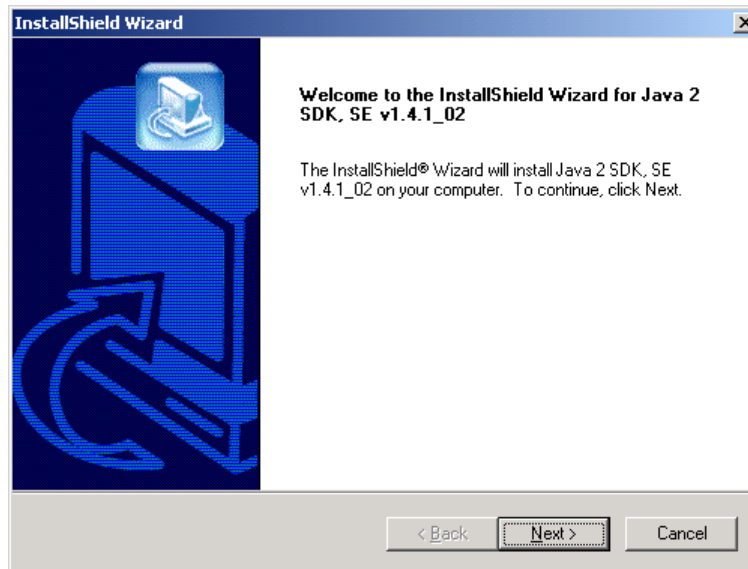 InstallShield Wizard
Welcome to the InstallShield Wizard for Java 2
SDK, SE v1.4.1_02
The InstallShield® Wizard will install Java 2 SDK, SE
v1.4.1_02 on your computer.  To continue, click Next.
< Back
Next >
Cancel